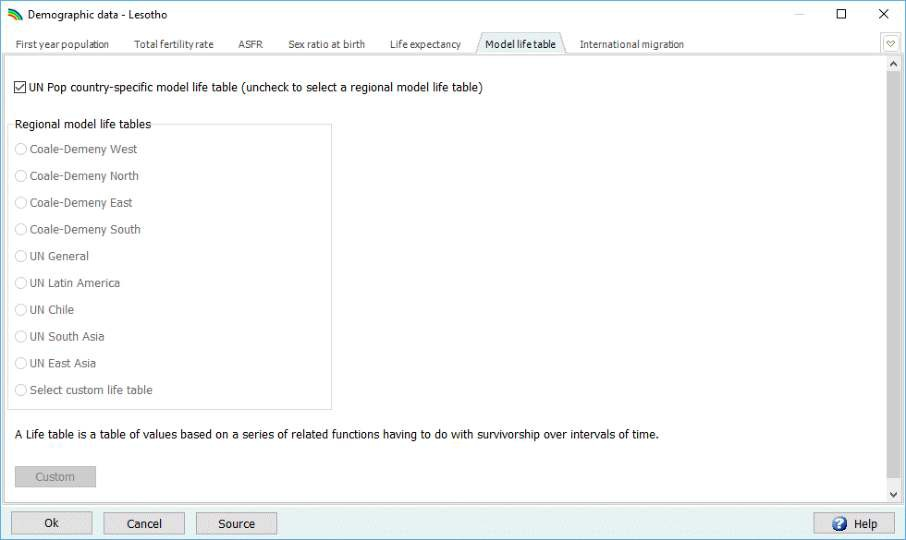 Demographic data - Lesotho
First year population Total fertility rate ASFR Sex ratio at birth Life expectancy Model life table International migration
UN Pop country-specific model life table (uncheck to select a regional model life table)
Regional model life tables
Coale-Demeny West
Coale-Demeny North
Coale-Demeny East
Coale-Demeny South
UN General
UN Latin America
UN Chile
UN South Asia
UN East Asia
Select custom life table
A Life table is a table of values based on a series of related functions having to do with survivorship over intervals of time.
Custom
Ok Cancel Source Help